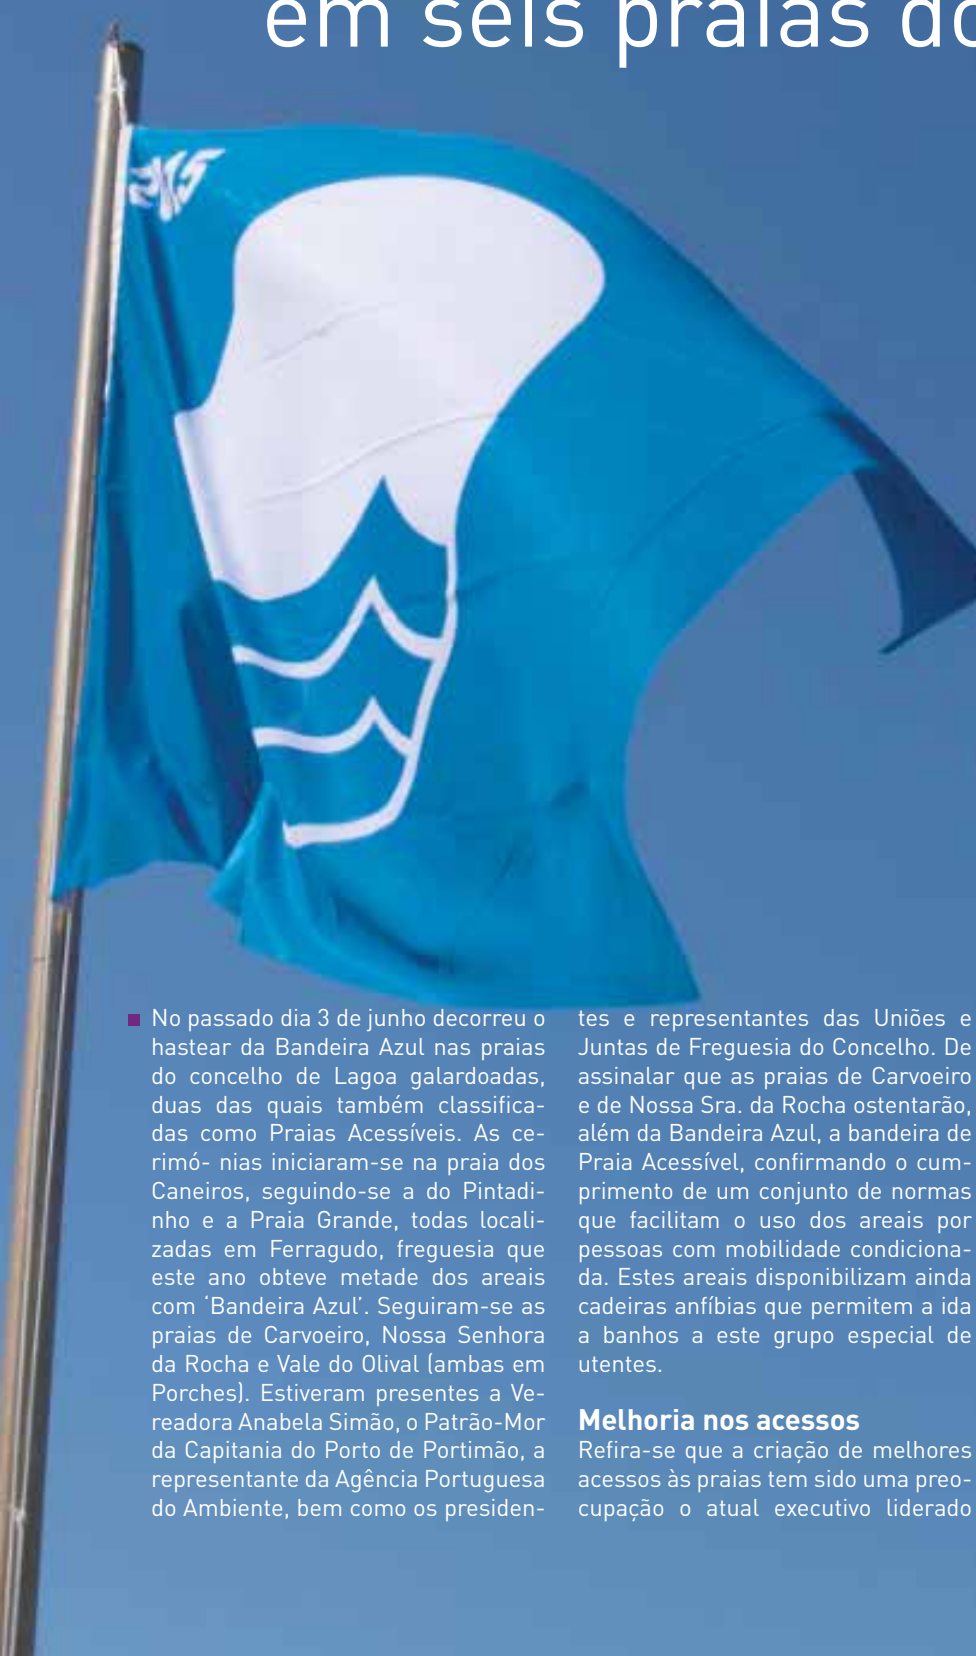 em seis praias do
No passado dia 3 de junho decorreu o
hastear da Bandeira Azul nas praias
do concelho de Lagoa galardoadas,
duas das quais também classifica-
das como Praias Acessíveis. As ce-
rimó- nias iniciaram-se na praia dos
Caneiros, seguindo-se a do Pintadi-
nho e a Praia Grande, todas locali-
zadas em Ferragudo, freguesia que
este ano obteve metade dos areais
com ‘Bandeira Azul’. Seguiram-se as
praias de Carvoeiro, Nossa Senhora
da Rocha e Vale do Olival (ambas em
Porches). Estiveram presentes a Ve-
readora Anabela Simão, o Patrão-Mor
da Capitania do Porto de Portimão, a
representante da Agência Portuguesa
do Ambiente, bem como os presiden-
tes e representantes das Uniões e
Juntas de Freguesia do Concelho. De
assinalar que as praias de Carvoeiro
e de Nossa Sra. da Rocha ostentarão,
além da Bandeira Azul, a bandeira de
Praia Acessível, confirmando o cum-
primento de um conjunto de normas
que facilitam o uso dos areais por
pessoas com mobilidade condiciona-
da. Estes areais disponibilizam ainda
cadeiras anfíbias que permitem a ida
a banhos a este grupo especial de
utentes.
Melhoria nos acessos
Refira-se que a criação de melhores
acessos às praias tem sido uma preo-
cupação o atual executivo liderado